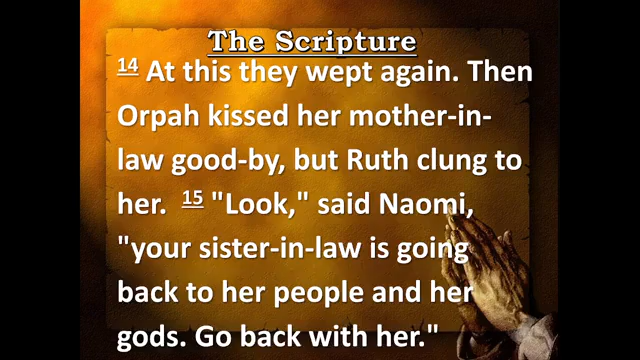 The Scripture
14 At this they wept again. Then
Orpah kissed her mother-in-
law good-by, but Ruth clung to
her. 15 "Look," said Naomi,
"your sister-in-law is going
back to her people and her
gods. Go back with her."